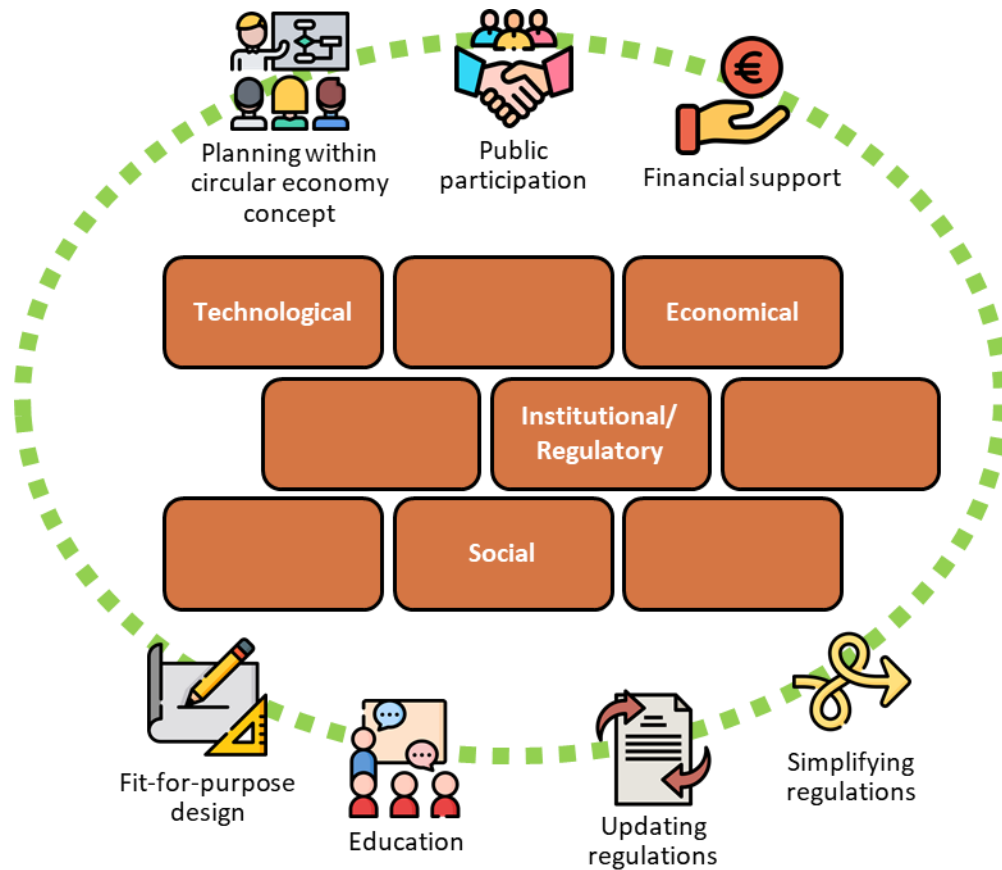 Planning within
circular economy
concept
Public
participation
€
Financial support
Technological
Economical
Institutional/
Regulatory
Social
Fit-for-purpose
design
Education
Updating
regulations
Simplifying
regulations